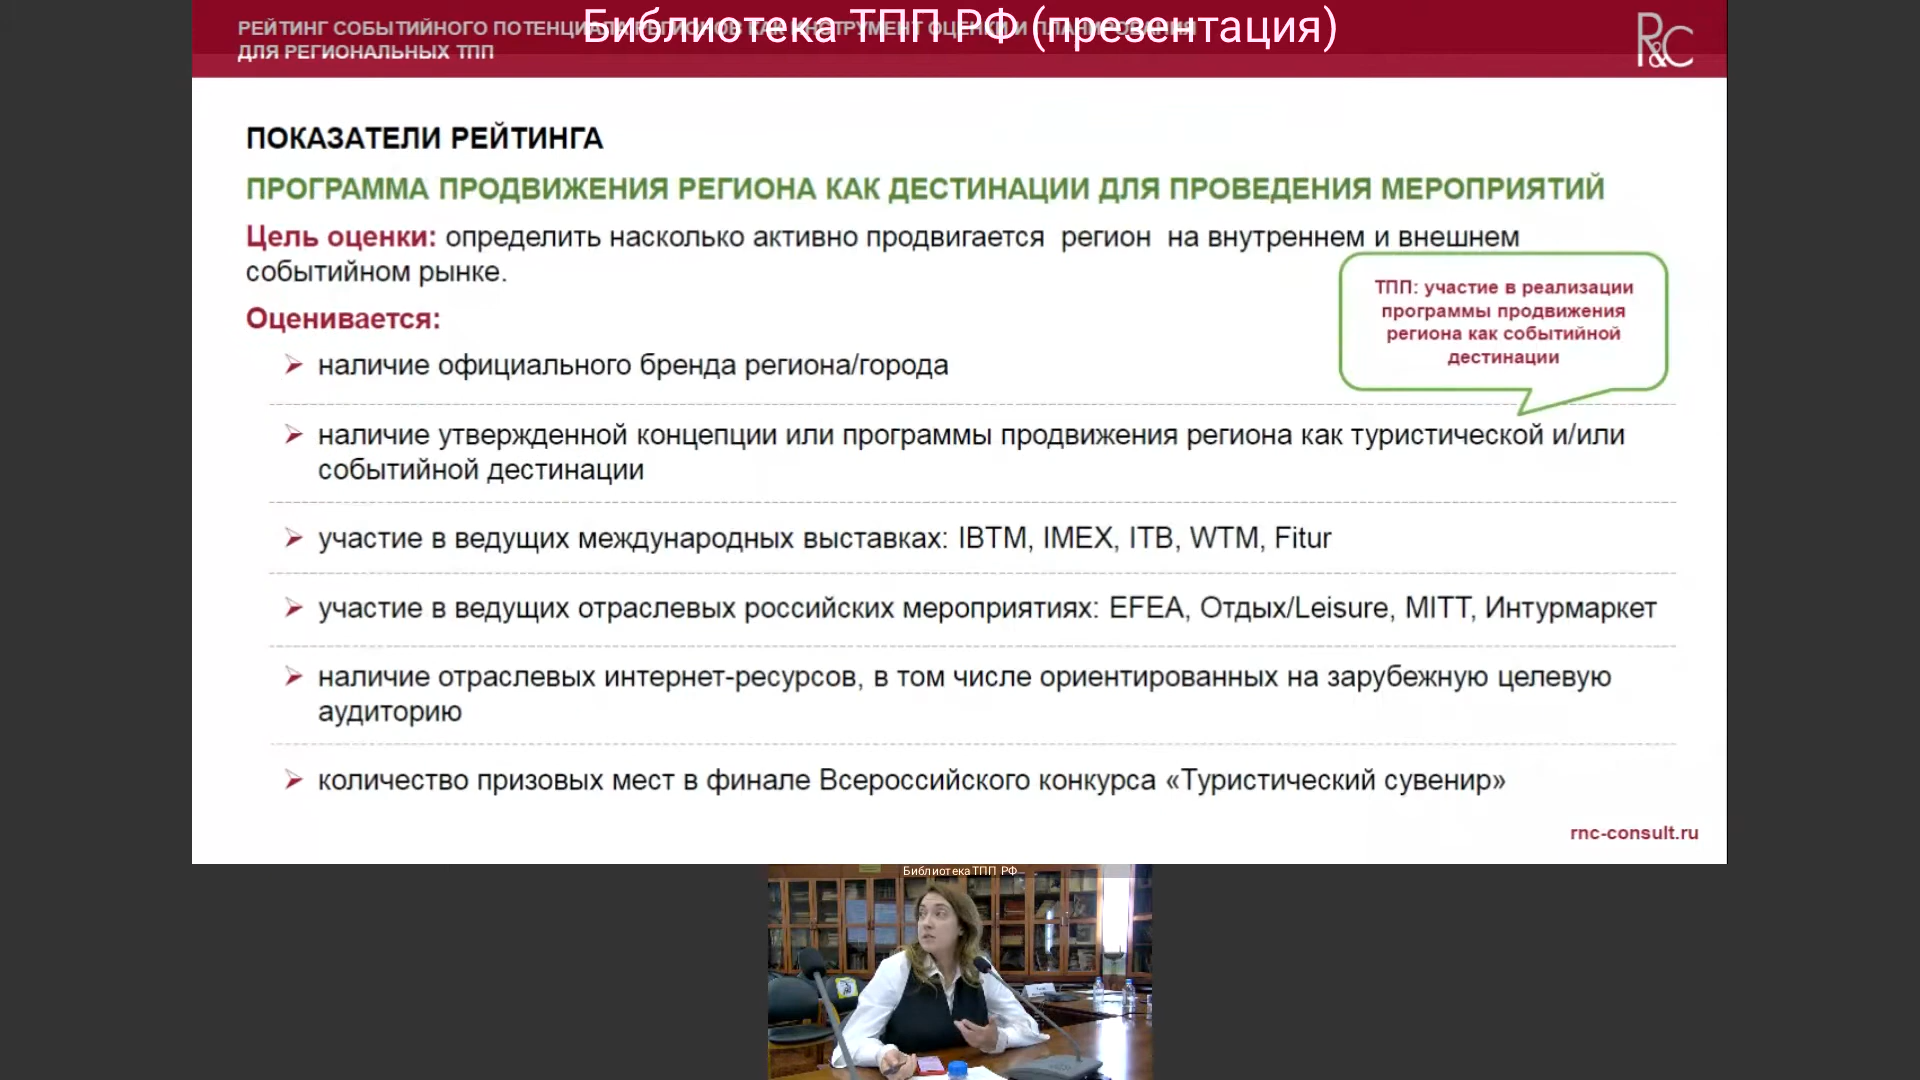 Библиотека ТПП РФ (презентация)
РЕЙТИНГ СОБЫТИЙНОГО ПОТЕНЦИАЛА РЕГИОНОВ КАК ИНСТРУМЕНТ ОЦЕНКИ И ПЛАНИРОВАНИЯ
ДЛЯ РЕГИОНАЛЬНЫХ ТПП
R&C
ПОКАЗАТЕЛИ РЕЙТИНГА
ПРОГРАММА ПРОДВИЖЕНИЯ РЕГИОНА КАК ДЕСТИНАЦИИ ДЛЯ ПРОВЕДЕНИЯ МЕРОПРИЯТИЙ
Цель оценки: определить насколько активно продвигается регион на внутреннем и внешнем
событийном рынке.
ТПП: участие в реализации
программы продвижения
региона как событийной
дестинации
Оценивается:
наличие официального бренда региона/города
наличие утвержденной концепции или программы продвижения региона как туристической и/или
событийной дестинации
участие в ведущих международных выставках: IBTM, IMEX, ITB, WTM, Fitur
участие в ведущих отраслевых российских мероприятиях: EFEA, Отдых/Leisure, MITT, Интурмаркет
наличие отраслевых интернет-ресурсов, в том числе ориентированных на зарубежную целевую
аудиторию
количество призовых мест в финале Всероссийского конкурса «Туристический сувенир»
rnc-consult.ru
Библиотека ТПП РФ